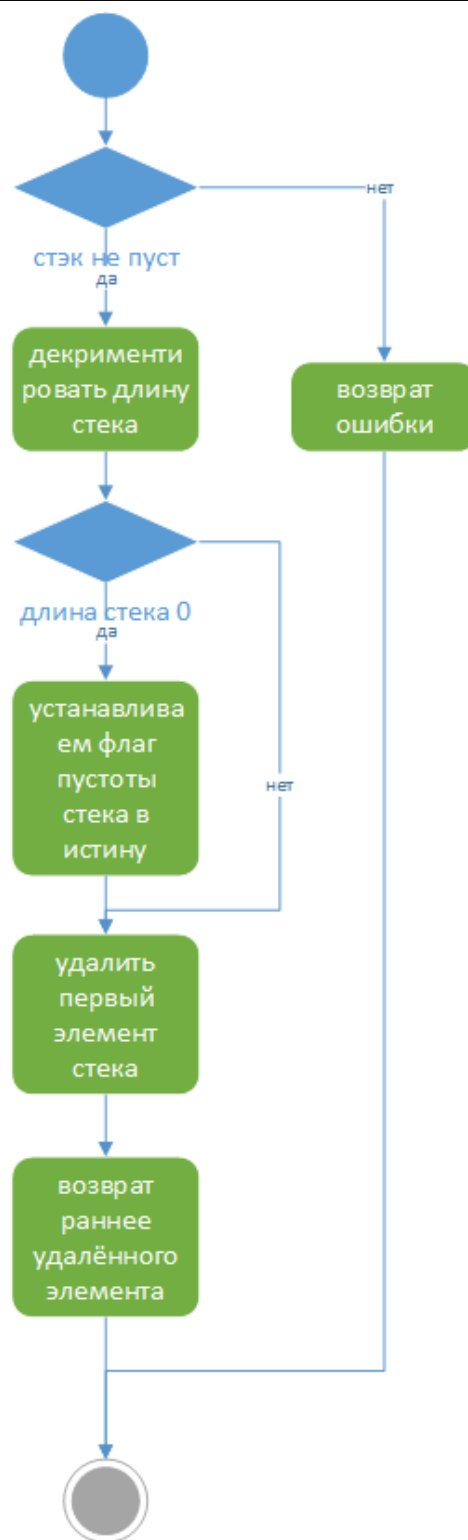 нет
стэк не пуст
да
декременти
ровать длину
стека
возврат
ошибки
длина стека 0
да
устанавлива
ем флаг
пустоты
стека в
истину
нет
удалить
первый
элемент
стека
возврат
раннее
удалённого
элемента